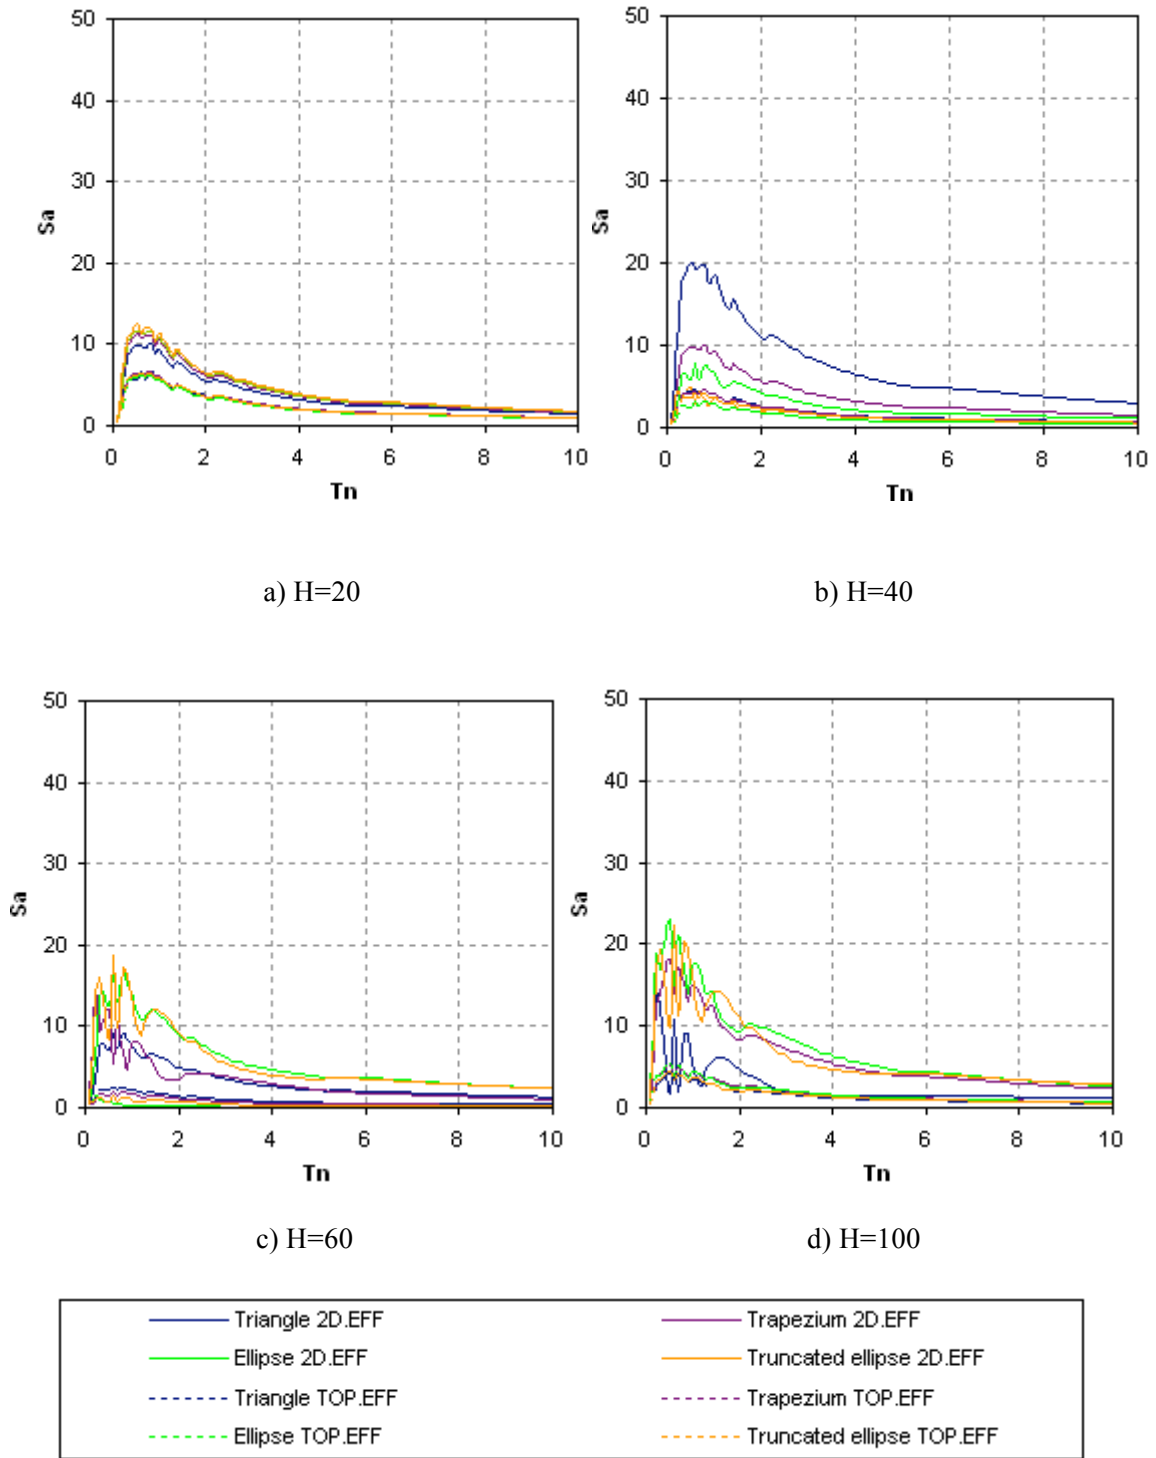 50
40
30
20
10
0
Sa
0 2 4 6 8 10
Tn
50
40
30
20
10
0
Sa
0 2 4 6 8 10
Tn
a) H=20
b) H=40
50
40
30
20
10
0
Sa
0 2 4 6 8 10
Tn
50
40
30
20
10
0
Sa
0 2 4 6 8 10
Tn
c) H=60
d) H=100
Triangle 2D.EFF
Trapezium 2D.EFF
Ellipse 2D.EFF
Truncated ellipse 2D.EFF
Triangle TOP.EFF
Trapezium TOP.EFF
Ellipse TOP.EFF
Truncated ellipse TOP.EFF